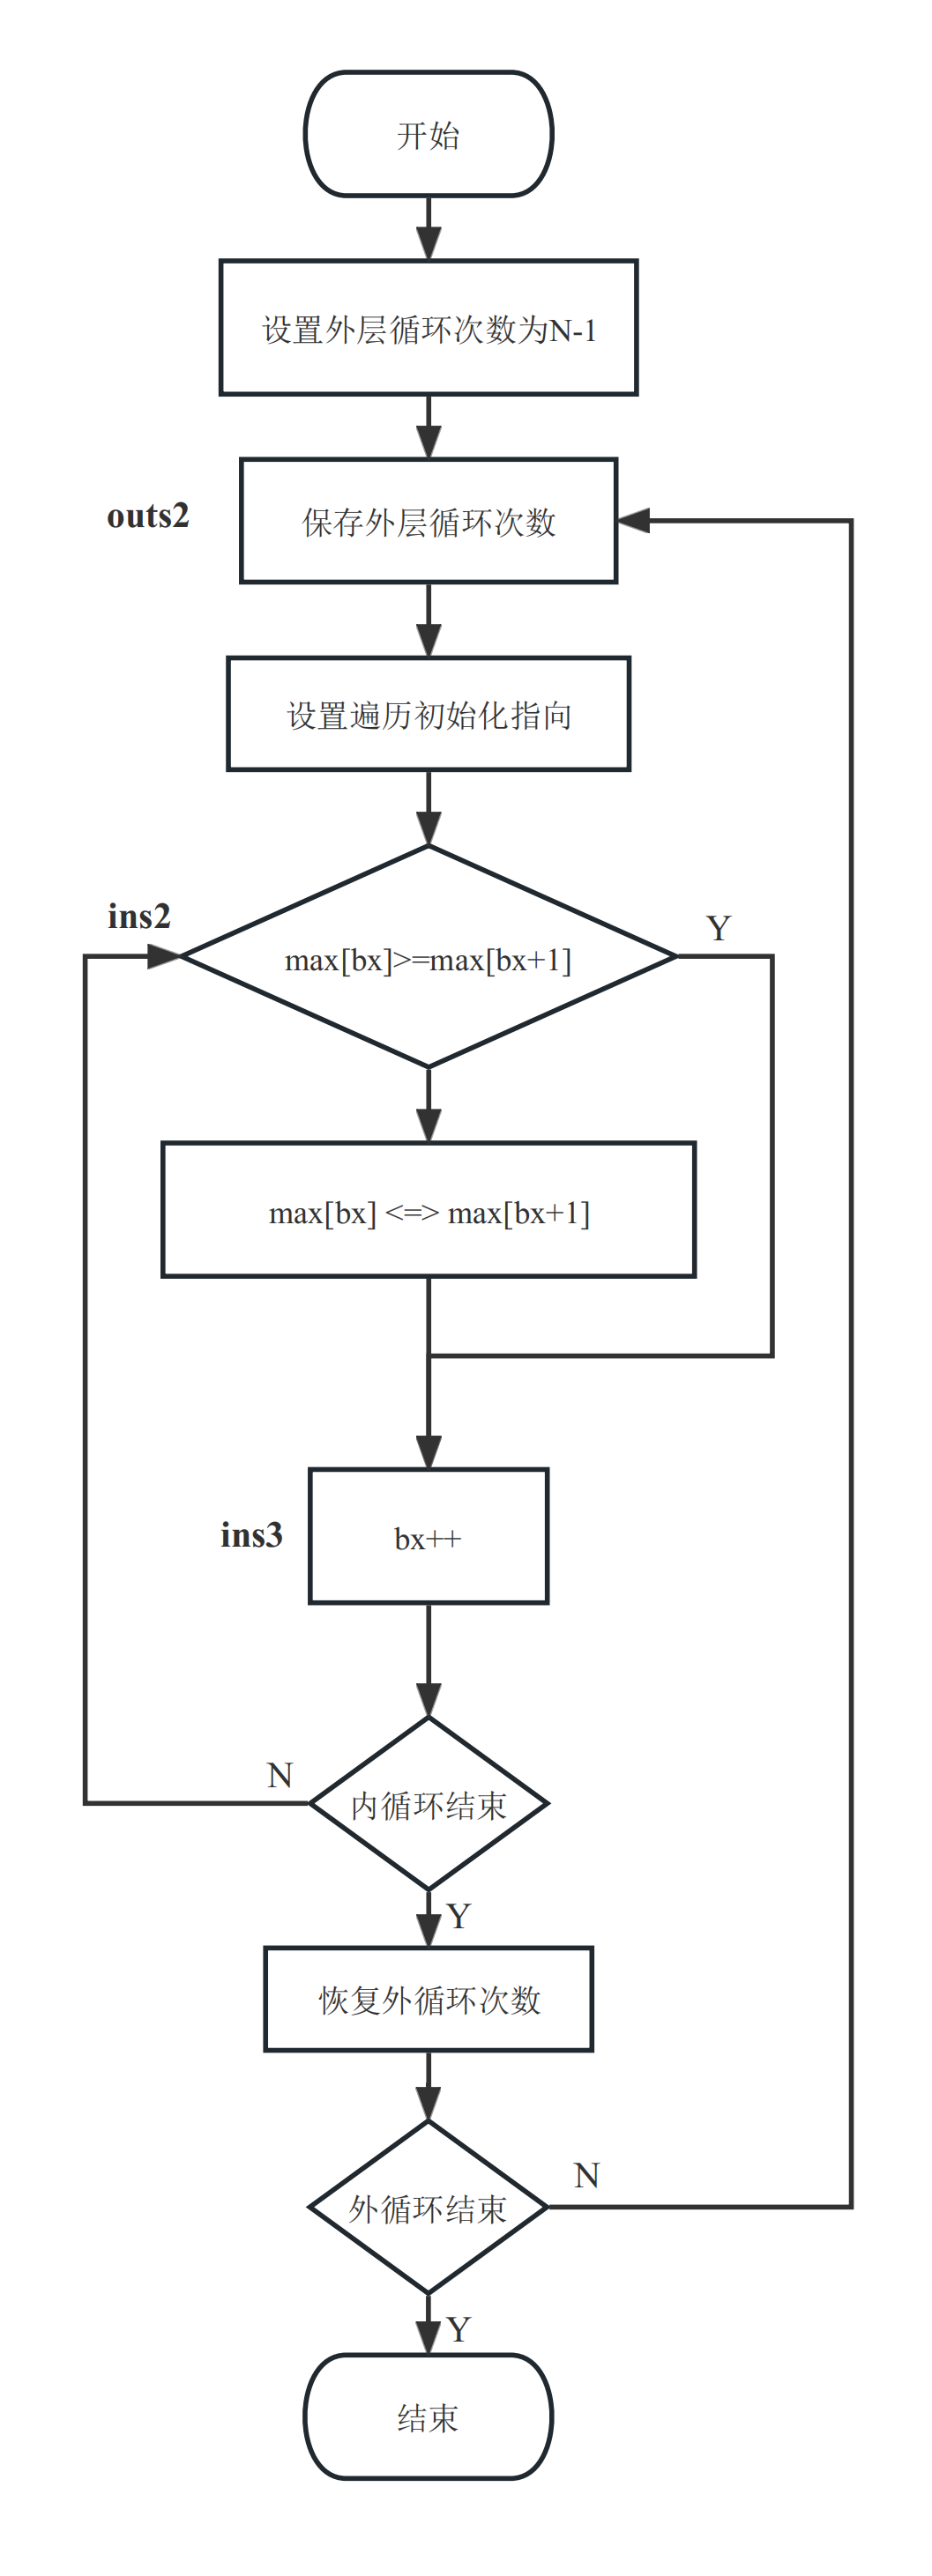 开始
设置外层循环次数为N-1
outs2
保存外层循环次数
设置遍历初始化指向
ins2
Y
max[bx]>=max[bx+1]
max[bx] <=> max[bx+1]
ins3
bx++
N
内循环结束
Y
恢复外循环次数
N
外循环结束
Y
结束